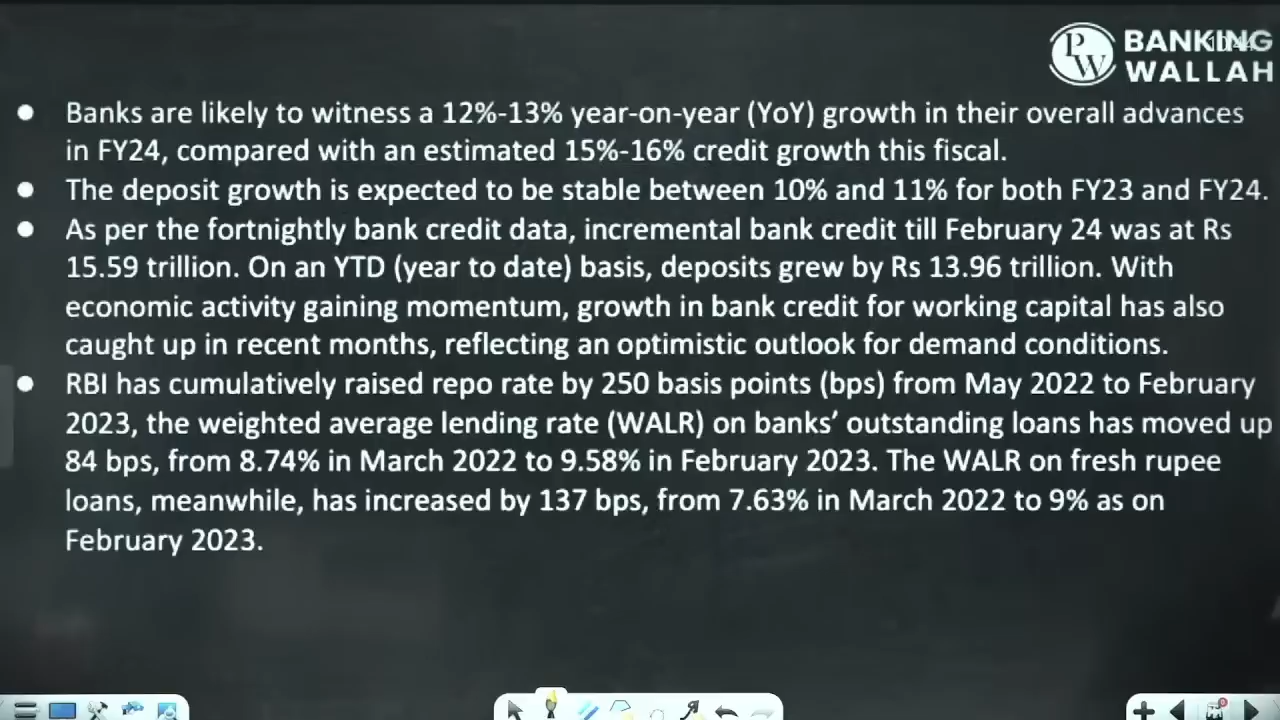 BANKING
WALLAH
PW
● Banks are likely to witness a 12%-13% year-on-year (YoY) growth in their overall advances
in FY24, compared with an estimated 15%-16% credit growth this fiscal.
● The deposit growth is expected to be stable between 10% and 11% for both FY23 and FY24.
● As per the fortnightly bank credit data, incremental bank credit till February 24 was at Rs
15.59 trillion. On an YTD (year to date) basis, deposits grew by Rs 13.96 trillion. With
economic activity gaining momentum, growth in bank credit for working capital has also
caught up in recent months, reflecting an optimistic outlook for demand conditions.
● RBI has cumulatively raised repo rate by 250 basis points (bps) from May 2022 to February
2023, the weighted average lending rate (WALR) on banks’ outstanding loans has moved up
84 bps, from 8.74% in March 2022 to 9.58% in February 2023. The WALR on fresh rupee
loans, meanwhile, has increased by 137 bps, from 7.63% in March 2022 to 9% as on
February 2023.